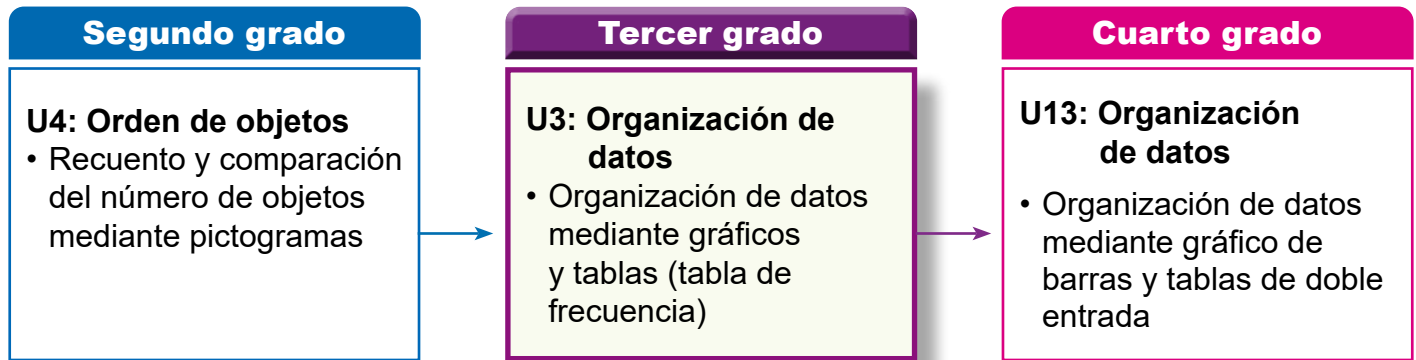 Segundo grado
U4: Orden de objetos
• Recuento y comparación
del número de objetos
mediante pictogramas
Tercer grado
U3: Organización de
datos
• Organización de datos
mediante gráficos
y tablas (tabla de
frecuencia)
Cuarto grado
U13: Organización
de datos
• Organización de datos
mediante gráfico de
barras y tablas de doble
entrada